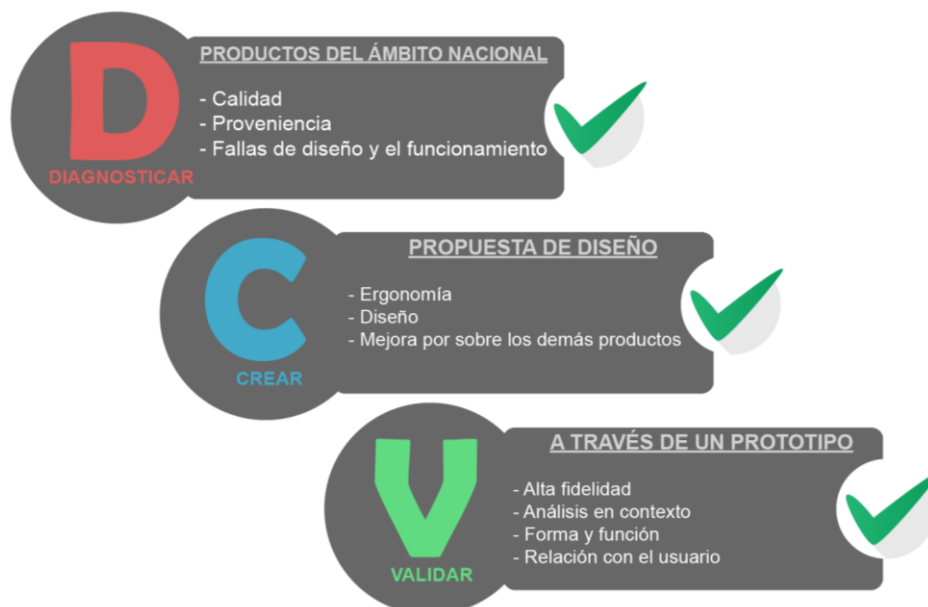 D
DIAGNOSTICAR
PRODUCTOS DEL ÁMBITO NACIONAL
- Calidad
- Proveniencia
- Fallas de diseño y el funcionamiento
C
CREAR
PROPUESTA DE DISEÑO
- Ergonomía
- Diseño
- Mejora por sobre los demás productos
V
VALIDAR
A TRAVÉS DE UN PROTOTIPO
- Alta fidelidad
- Análisis en contexto
- Forma y función
- Relación con el usuario